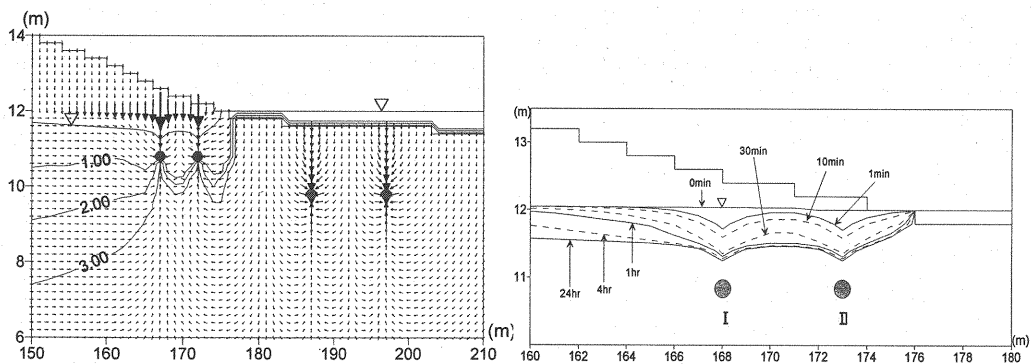 (m)
14
12
10
8
6
1.00
2.00
3.00
150 160 170 180 190 200 210
(m)
(m)
13
12
11
0min
30min
10min
1min
24hr
4hr
1hr
I
II
160 162 164 166 168 170 172 174 176 178 180
(m)